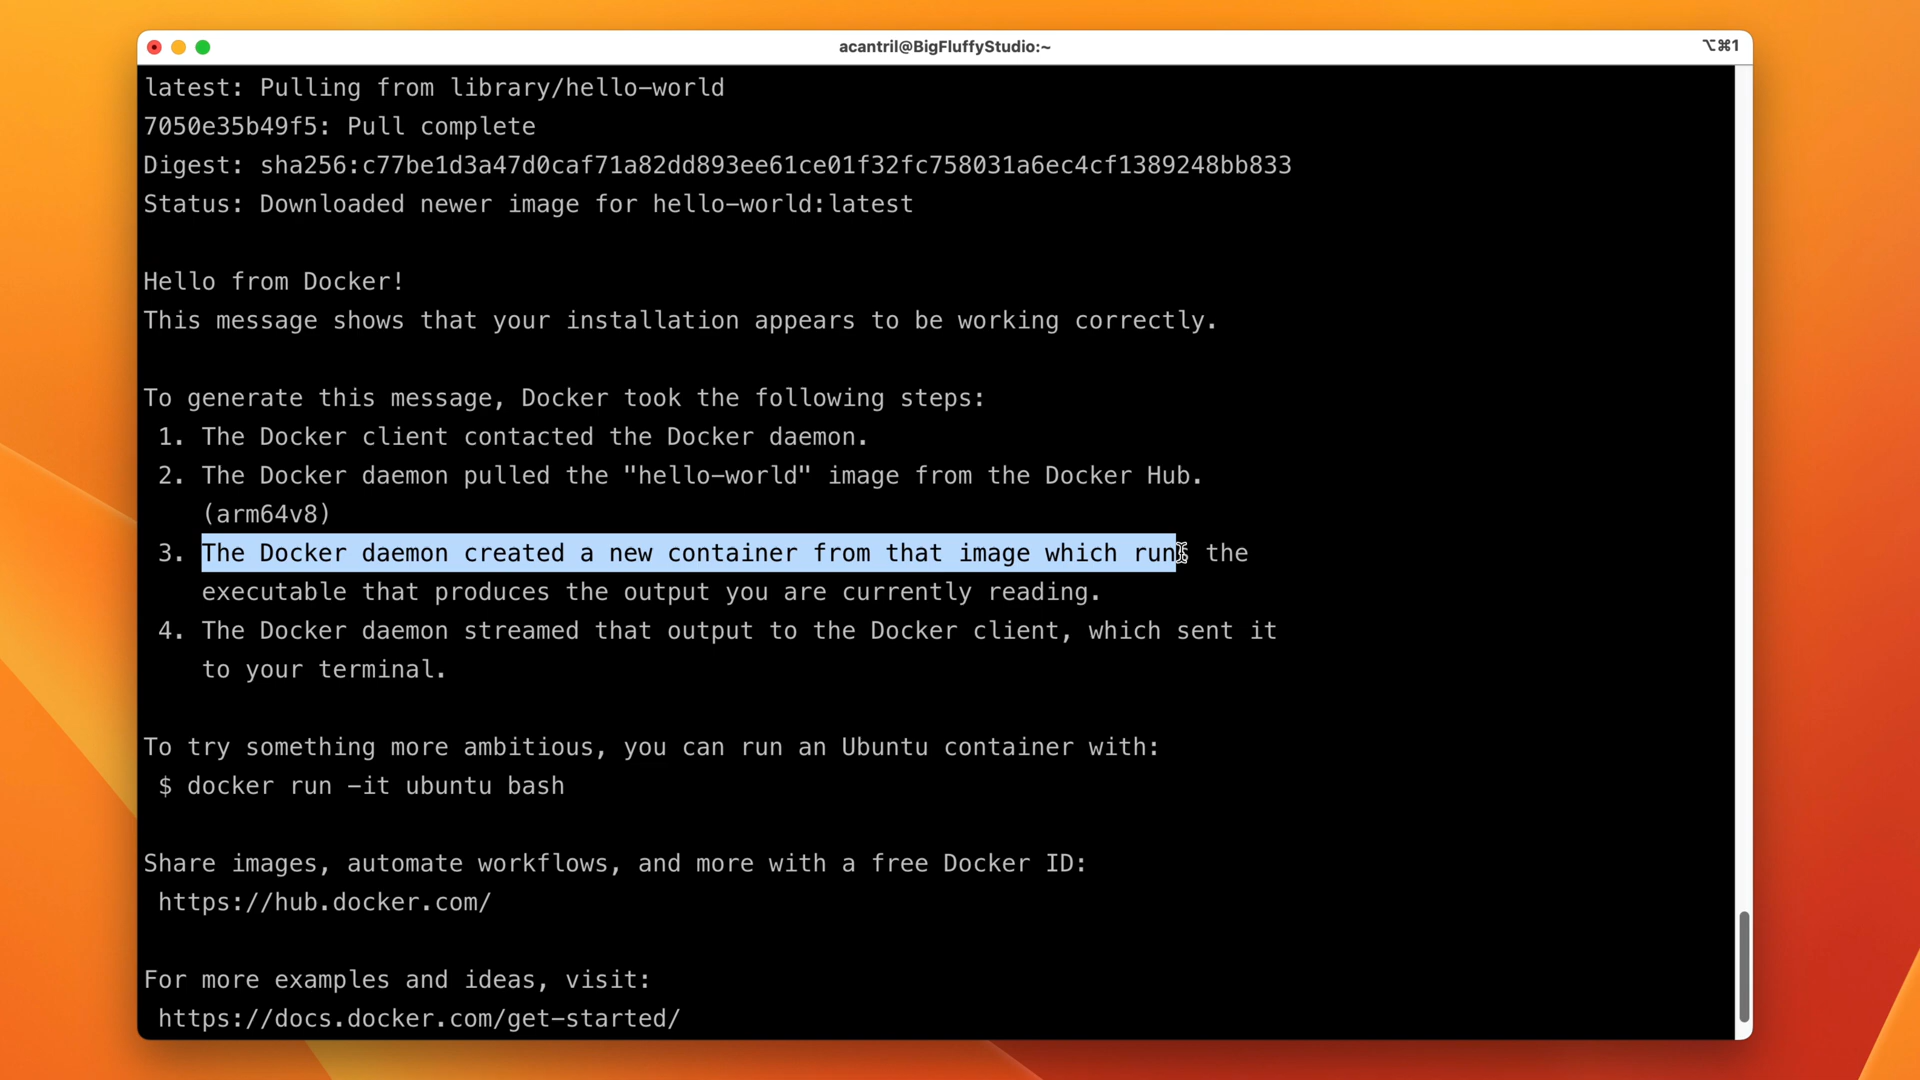 acantril@BigFluffyStudio:~
⌥⌘1
latest: Pulling from library/hello-world
7050e35b49f5: Pull complete
Digest: sha256:c77be1d3a47d0caf71a82dd893ee61ce01f32fc758031a6ec4cf1389248bb833
Status: Downloaded newer image for hello-world:latest
Hello from Docker!
This message shows that your installation appears to be working correctly.
To generate this message, Docker took the following steps:
1. The Docker client contacted the Docker daemon.
2. The Docker daemon pulled the "hello-world" image from the Docker Hub.
(arm64v8)
3. The Docker daemon created a new container from that image which runs the
executable that produces the output you are currently reading.
4. The Docker daemon streamed that output to the Docker client, which sent it
to your terminal.
To try something more ambitious, you can run an Ubuntu container with:
$ docker run -it ubuntu bash
Share images, automate workflows, and more with a free Docker ID:
https://hub.docker.com/
For more examples and ideas, visit:
https://docs.docker.com/get-started/